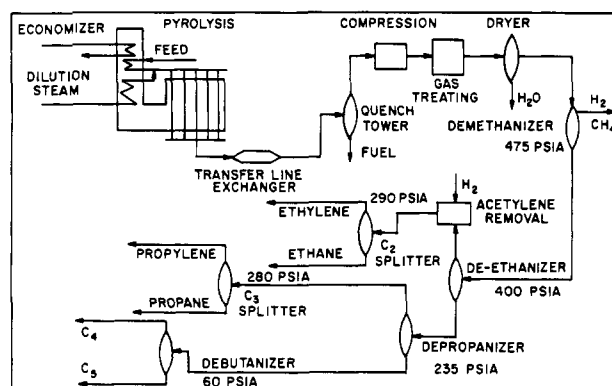 ECONOMIZER
PYROLYSIS
FEED
DILUTION
STEAM
TRANSFER LINE
EXCHANGER
COMPRESSION
GAS
TREATING
DRYER
H₂O
QUENCH
TOWER
FUEL
DEMETHANIZER
475 PSIA
H₂
CH₄
H₂
ACETYLENE
REMOVAL
290
PSIA
ETHYLENE
ETHANE
C₂
SPLITTER
DE-ETHANIZER
400 PSIA
PROPYLENE
280 PSIA
PROPANE
C₃
SPLITTER
DEPROPANIZER
235 PSIA
C₄
C₅
DEBUTANIZER
60 PSIA